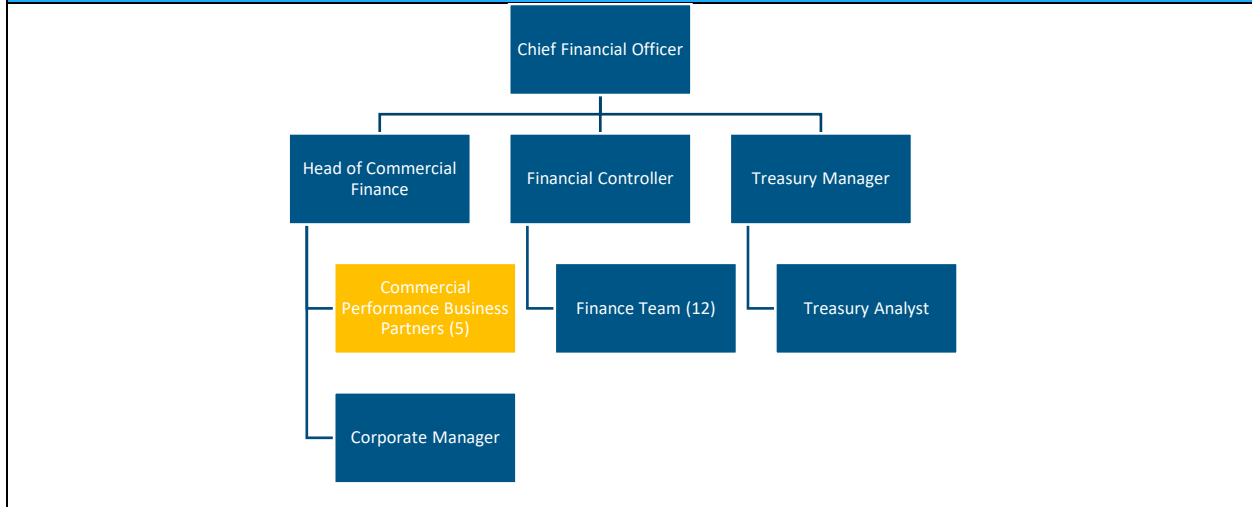 Chief Financial Officer
Head of Commercial
Finance
Financial Controller
Treasury Manager
Commercial
Performance Business
Partners (5)
Finance Team (12)
Treasury Analyst
Corporate Manager